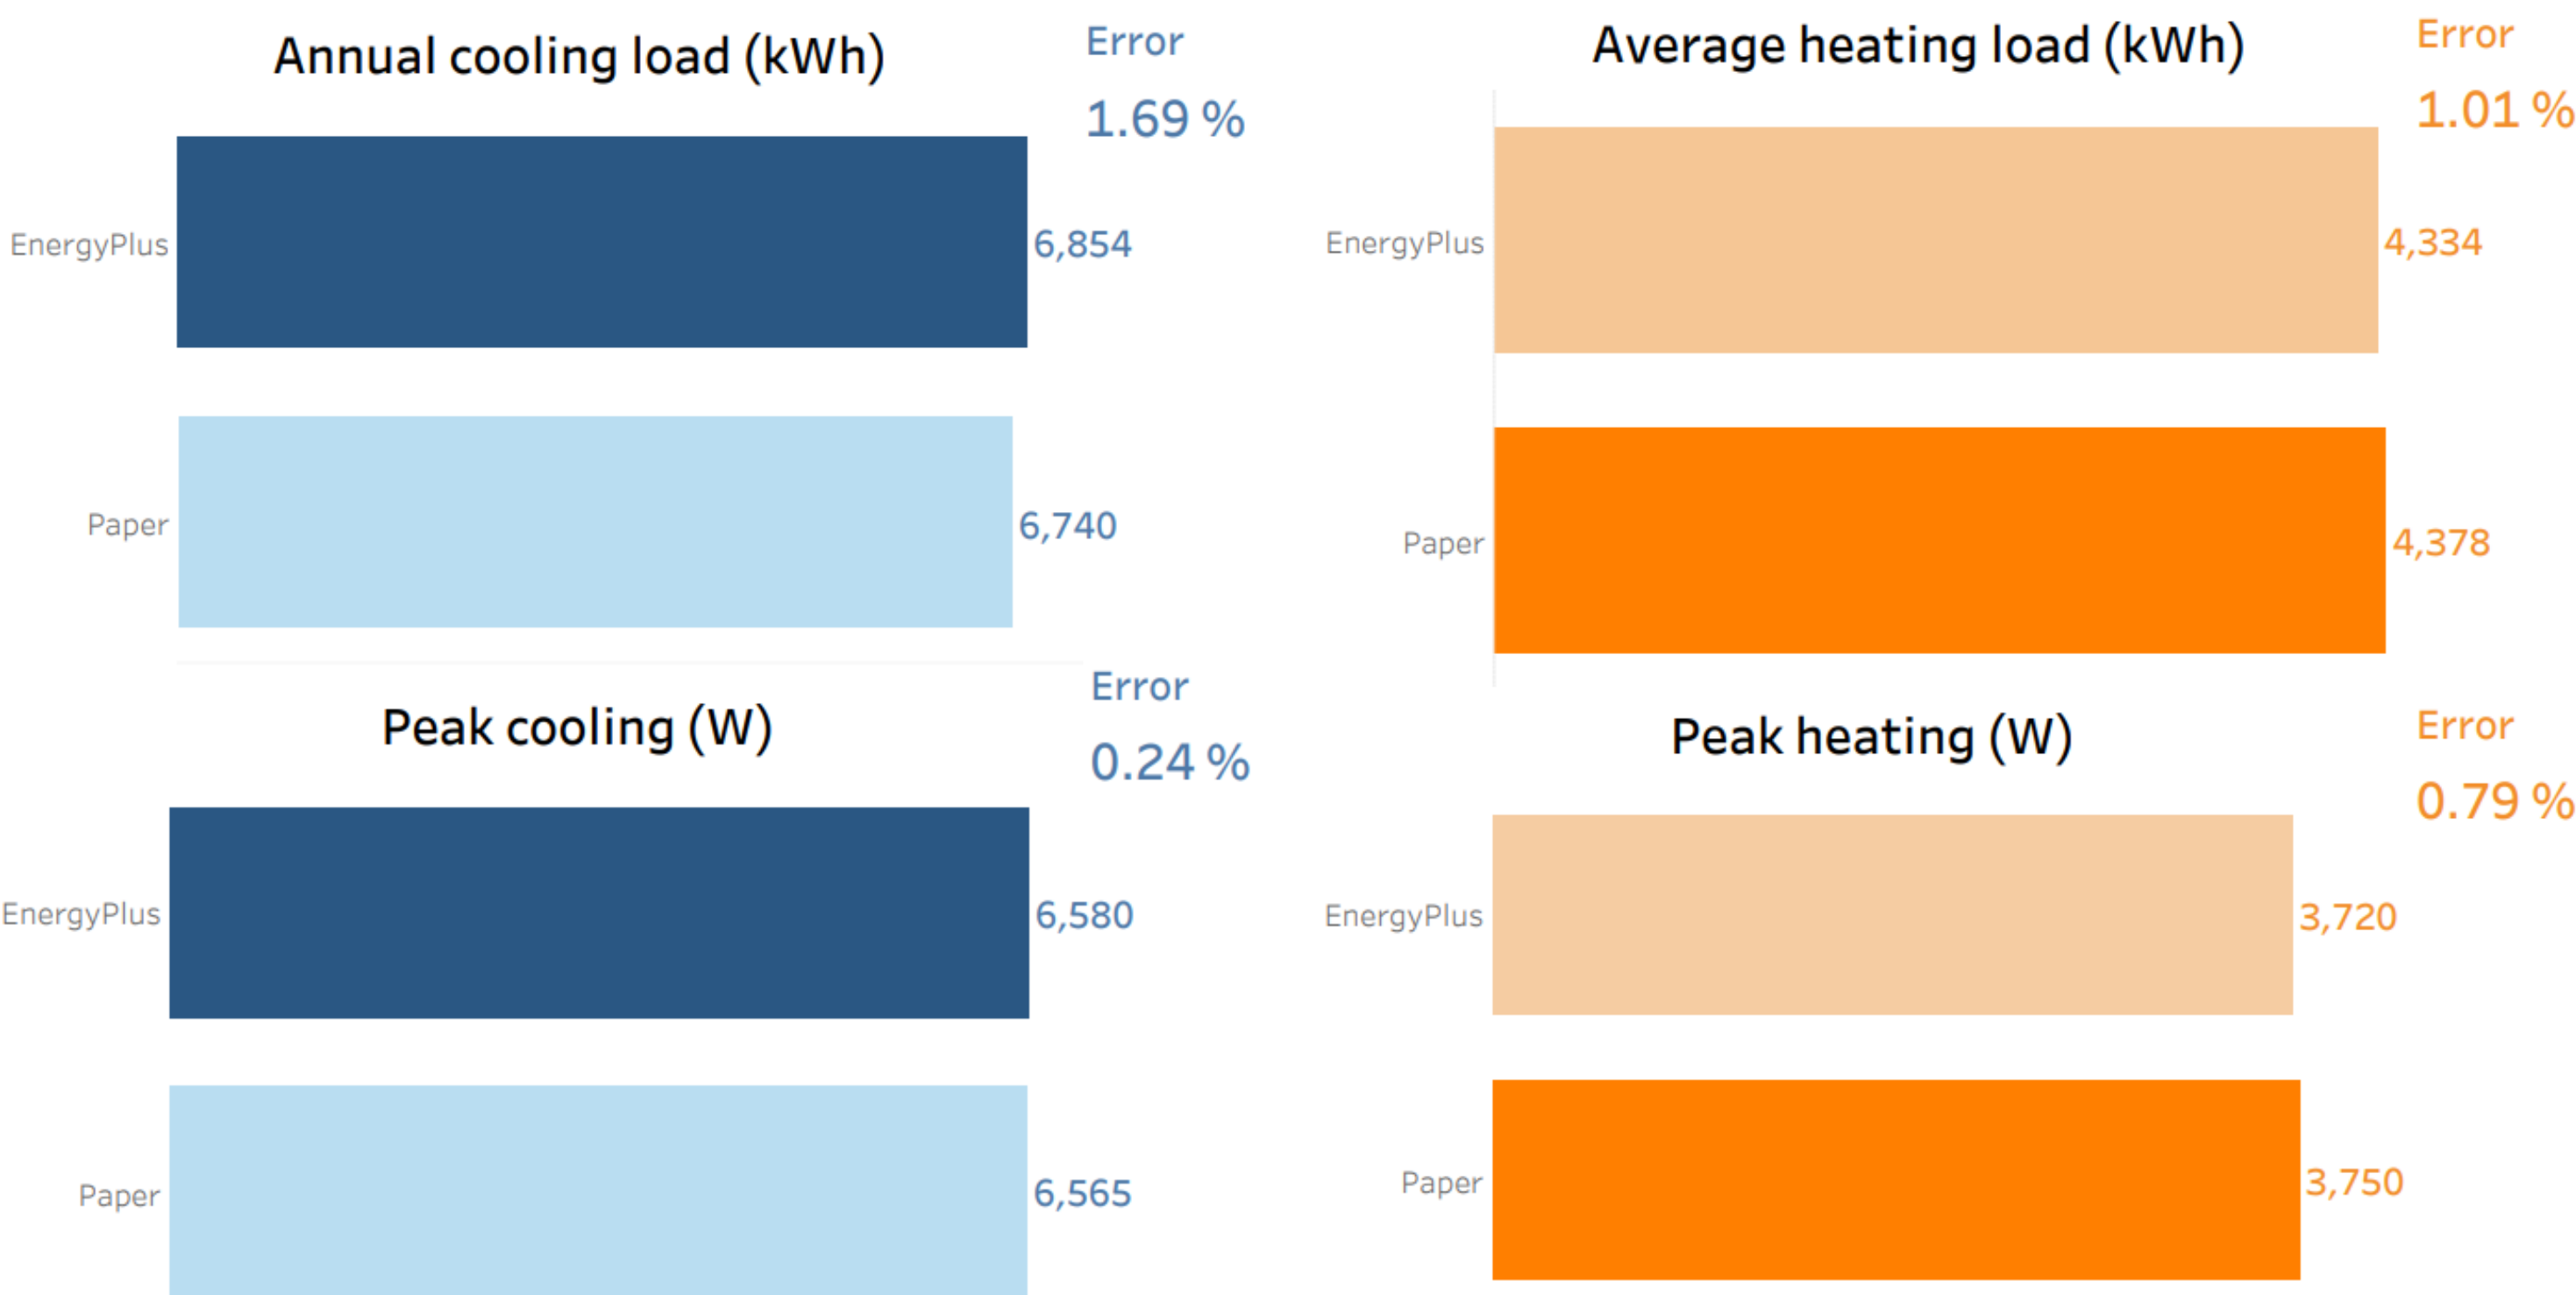 Annual cooling load (kWh)
Error
1.69 %
EnergyPlus
6,854
Paper
6,740
Average heating load (kWh)
Error
1.01 %
EnergyPlus
4,334
Paper
4,378
Peak cooling (W)
Error
0.24 %
EnergyPlus
6,580
Paper
6,565
Peak heating (W)
Error
0.79 %
EnergyPlus
3,720
Paper
3,750